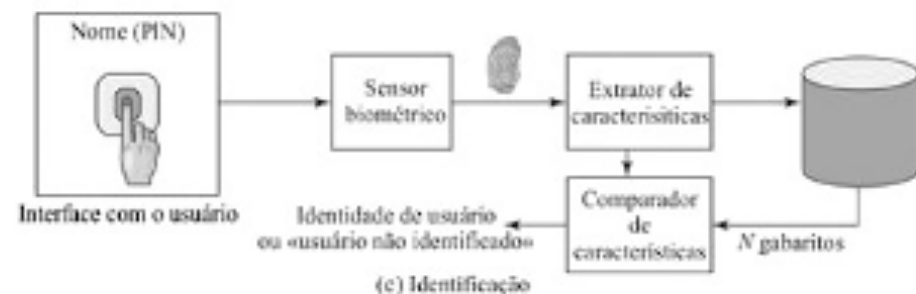 Nome (PIN)
Interface com o usuário
Sensor
biométrico
Extrator de
caracterísiticas
Comparador
de
características
N gabaritos
Identidade de usuário
ou «usuário não identificado»
(c) Identificação